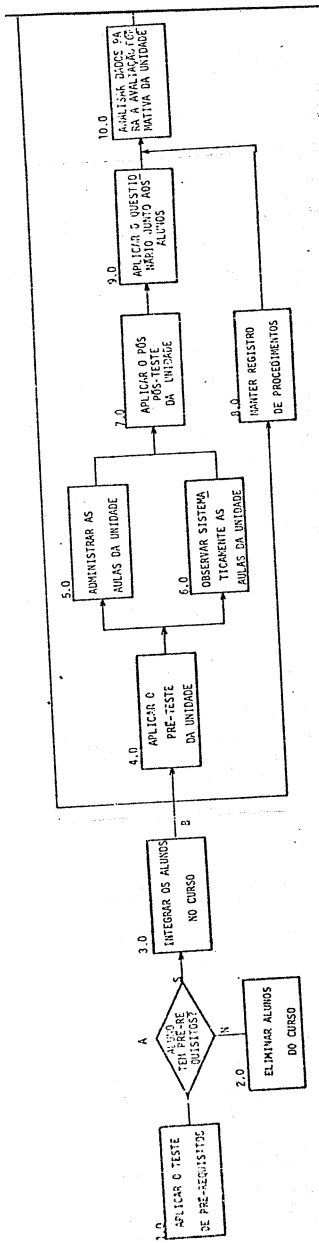 1.0
APLICAR O TESTE
DE PRÉ-REQUISITOS
A
ALUNO
TEM PRÉ-RE
QUISITOS?
S
N
2.0
ELIMINAR ALUNOS
DO CURSO
3.0
INTEGRAR OS ALUNOS
NO CURSO
B
4.0
APLICAR O
PRÉ-TESTE
DA UNIDADE
5.0
ADMINISTRAR AS
AULAS DA UNIDADE
6.0
OBSERVAR SISTEMA
TICAMENTE AS
AULAS DA UNIDADE
7.0
APLICAR O PÓS
PÓS-TESTE
DA UNIDADE
8.0
MANTER REGISTRO
DE PROCEDIMENTOS
9.0
APLICAR O QUESTIO
NÁRIO JUNTO AOS
ALUNOS
10.0
ANALISAR DADOS PA
RA A AVALIAÇÃO FOR
MATIVA DA UNIDADE